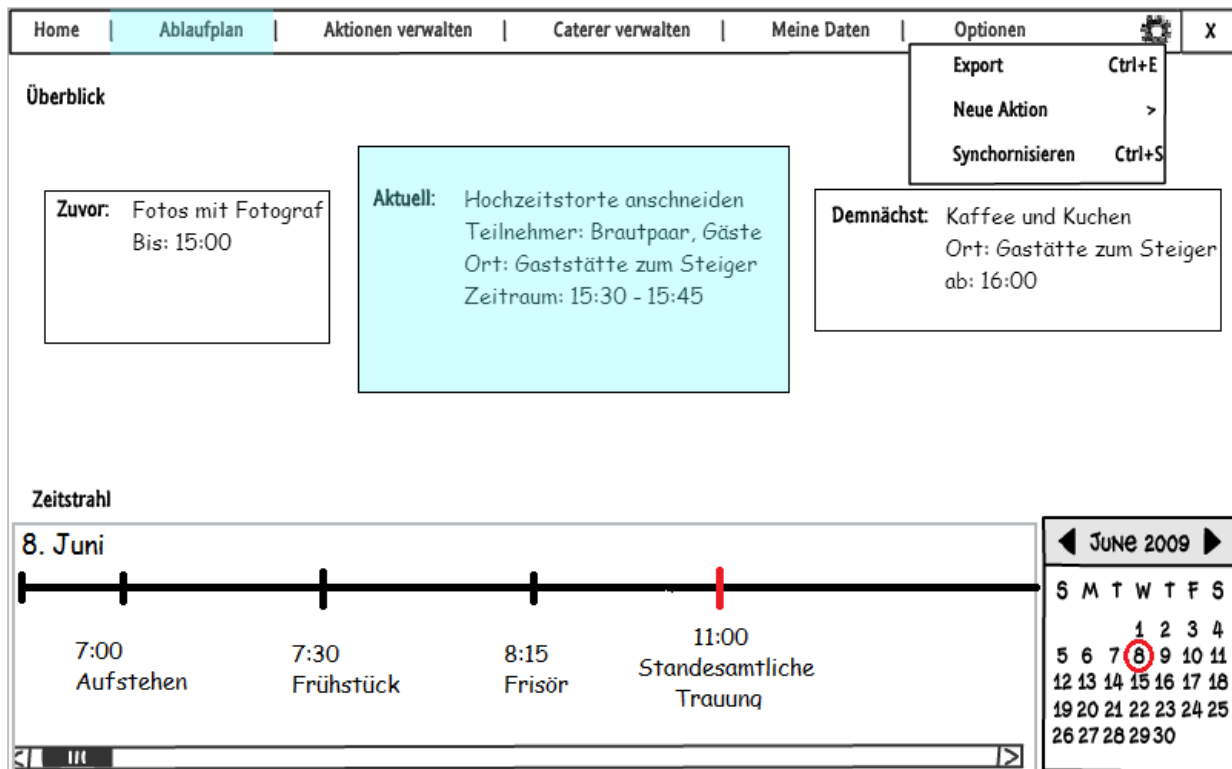 Home | Ablaufplan | Aktionen verwalten | Caterer verwalten | Meine Daten | Optionen X
Export Ctrl+E
Neue Aktion >
Synchornisieren Ctrl+S
Überblick
Zuvor: Fotos mit Fotograf
Bis: 15:00
Aktuell: Hochzeitstorte anschneiden
Teilnehmer: Brautpaar, Gäste
Ort: Gaststätte zum Steiger
Zeitraum: 15:30 - 15:45
Demnächst: Kaffee und Kuchen
Ort: Gastätte zum Steiger
ab: 16:00
Zeitstrahl
8. Juni
7:00
Aufstehen
7:30
Frühstück
8:15
Frisör
11:00
Standesamtliche
Trauung
June 2009
S M T W T F S
1 2 3 4
5 6 7 8 9 10 11
12 13 14 15 16 17 18
19 20 21 22 23 24 25
26 27 28 29 30